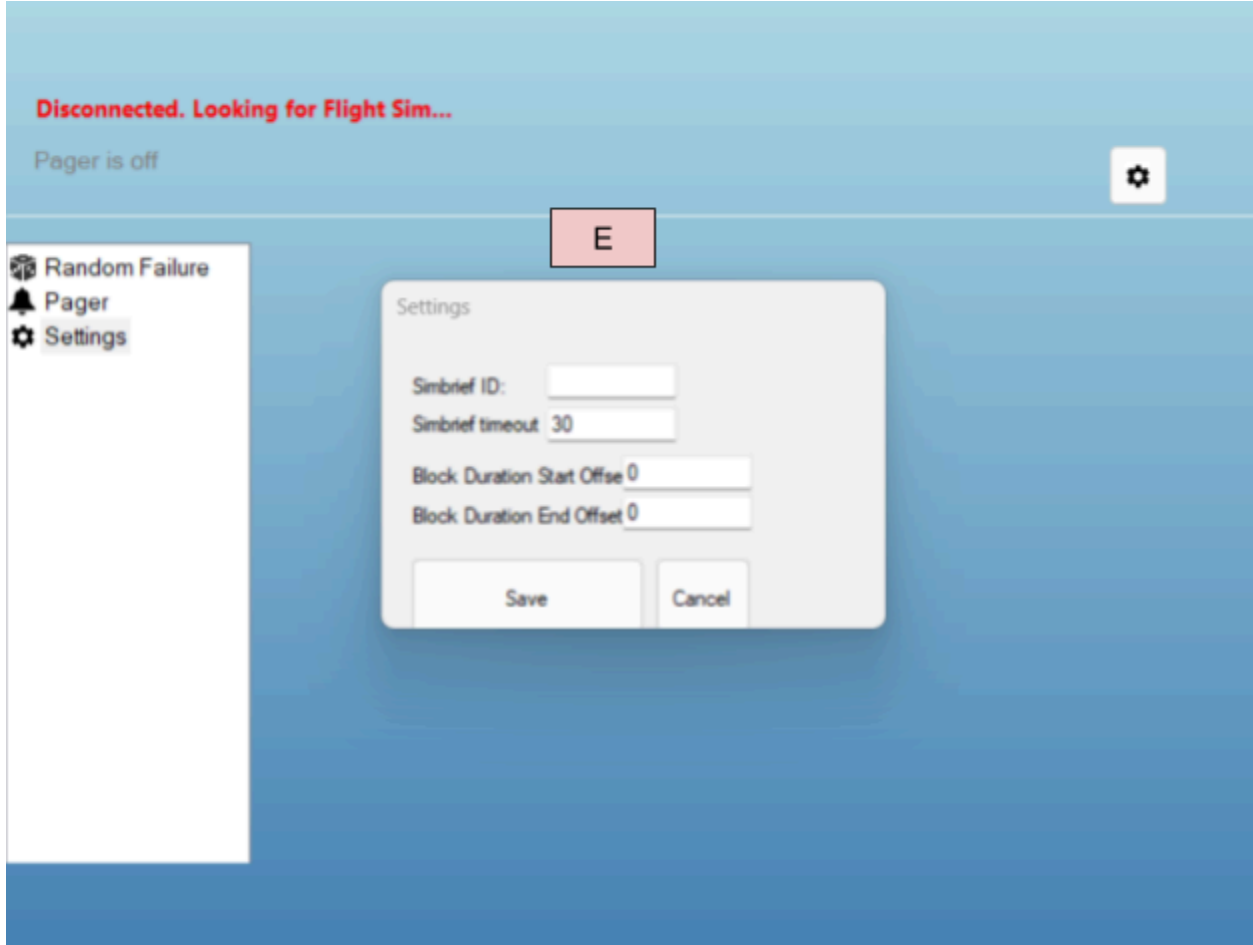 Disconnected. Looking for Flight Sim...
Pager is off
E
Random Failure
Pager
Settings
Settings
Simbrief ID:
Simbrief timeout 30
Block Duration Start Offse 0
Block Duration End Offset 0
Save Cancel